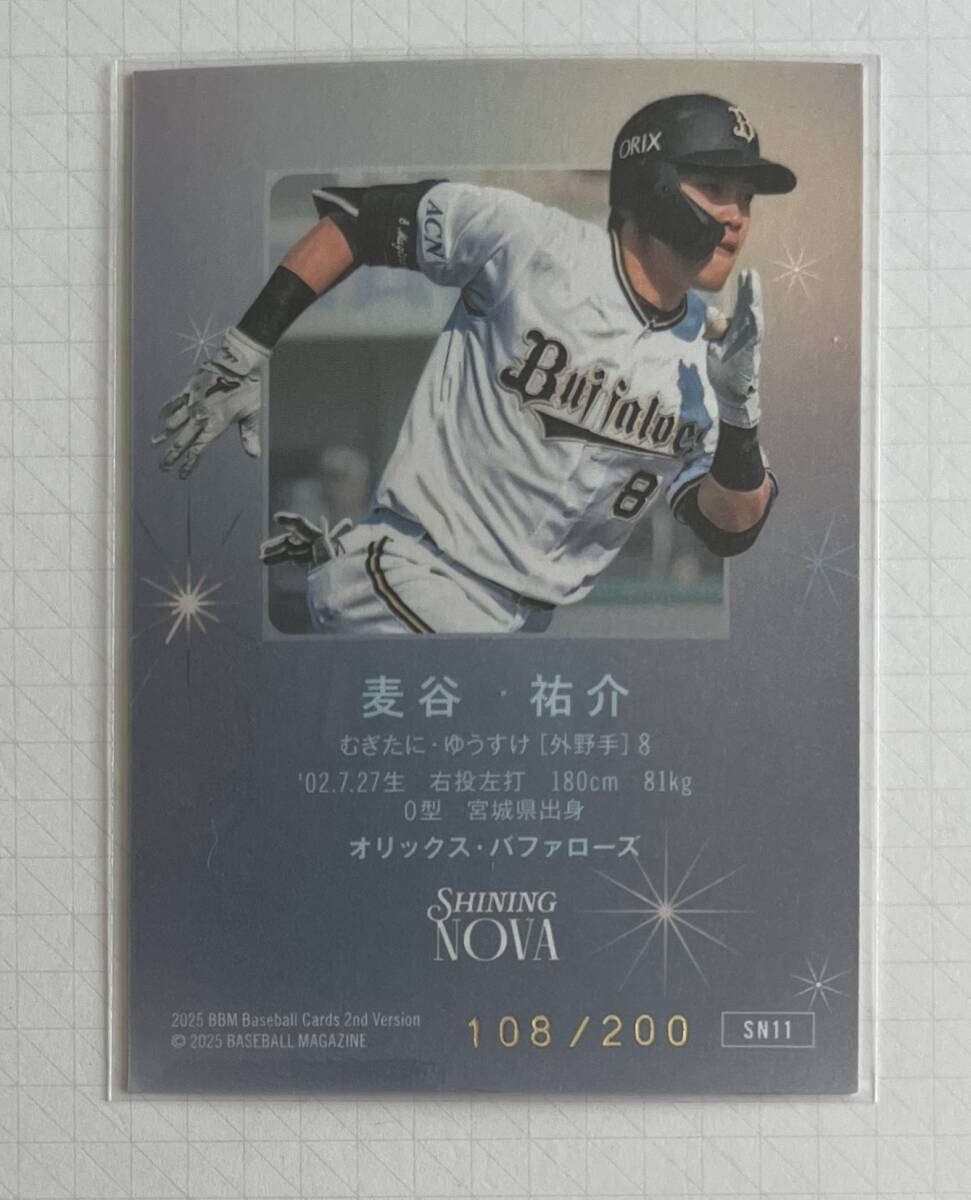 ORIX
B
ACN
Buffaloe
8
麦谷 祐介
むぎたに・ゆうすけ [外野手] 8
'02.7.27生 右投左打 180cm 81kg
O型 宮城県出身
オリックス・バファローズ
SHINING
NOVA
2025 BBM Baseball Cards 2nd Version
© 2025 BASEBALL MAGAZINE
108/200
SN11